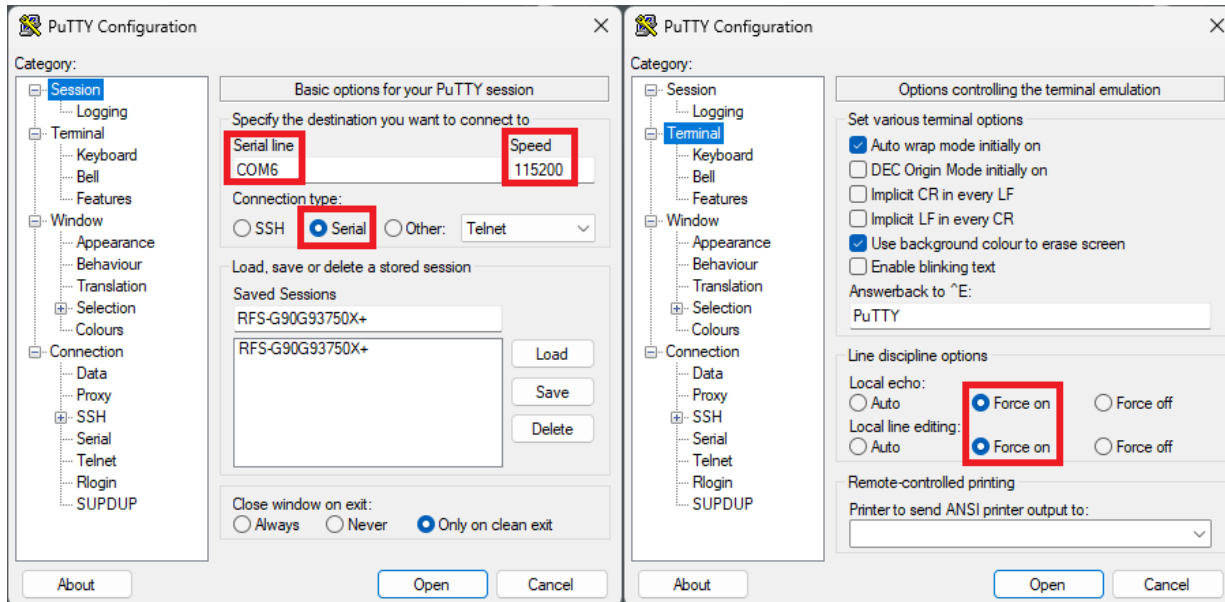 PuTTY Configuration
Category:
Session
Logging
Terminal
Keyboard
Bell
Features
Window
Appearance
Behaviour
Translation
Selection
Colours
Connection
Data
Proxy
SSH
Serial
Telnet
Rlogin
SUPDUP
Basic options for your PuTTY session
Specify the destination you want to connect to
Serial line Speed
COM6 115200
Connection type:
SSH Serial Other: Telnet
Load, save or delete a stored session
Saved Sessions
RFS-G90G93750X+
RFS-G90G93750X+
Load
Save
Delete
Close window on exit:
Always Never Only on clean exit
About Open Cancel
PuTTY Configuration
Category:
Session
Logging
Terminal
Keyboard
Bell
Features
Window
Appearance
Behaviour
Translation
Selection
Colours
Connection
Data
Proxy
SSH
Serial
Telnet
Rlogin
SUPDUP
Options controlling the terminal emulation
Set various terminal options
Auto wrap mode initially on
DEC Origin Mode initially on
Implicit CR in every LF
Implicit LF in every CR
Use background colour to erase screen
Enable blinking text
Answerback to ^E:
PuTTY
Line discipline options
Local echo:
Auto Force on Force off
Local line editing:
Auto Force on Force off
Remote-controlled printing
Printer to send ANSI printer output to:
About Open Cancel